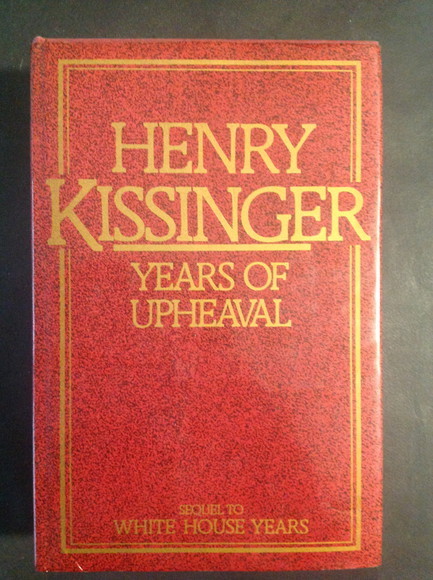 HENRY
KISSINGER
YEARS OF
UPHEAVAL
SEQUEL TO
WHITE HOUSE YEARS